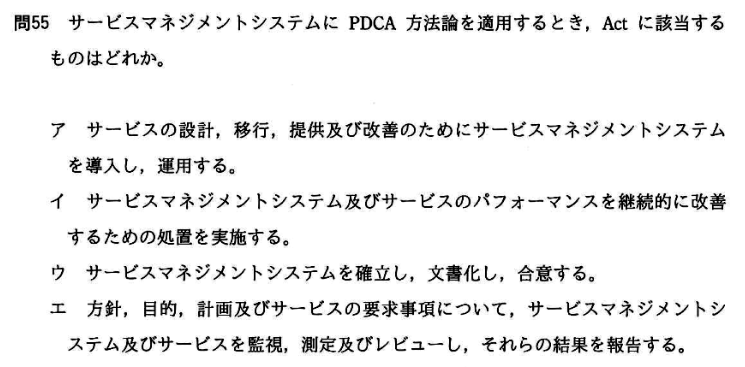 問55 サービスマネジメントシステムに PDCA 方法論を適用するとき，Act に該当する
ものはどれか。
ア サービスの設計，移行，提供及び改善のためにサービスマネジメントシステム
を導入し，運用する。
イ サービスマネジメントシステム及びサービスのパフォーマンスを継続的に改善
するための処置を実施する。
ウ サービスマネジメントシステムを確立し，文書化し，合意する。
エ 方針，目的，計画及びサービスの要求事項について，サービスマネジメントシ
ステム及びサービスを監視，測定及びレビューし，それらの結果を報告する。